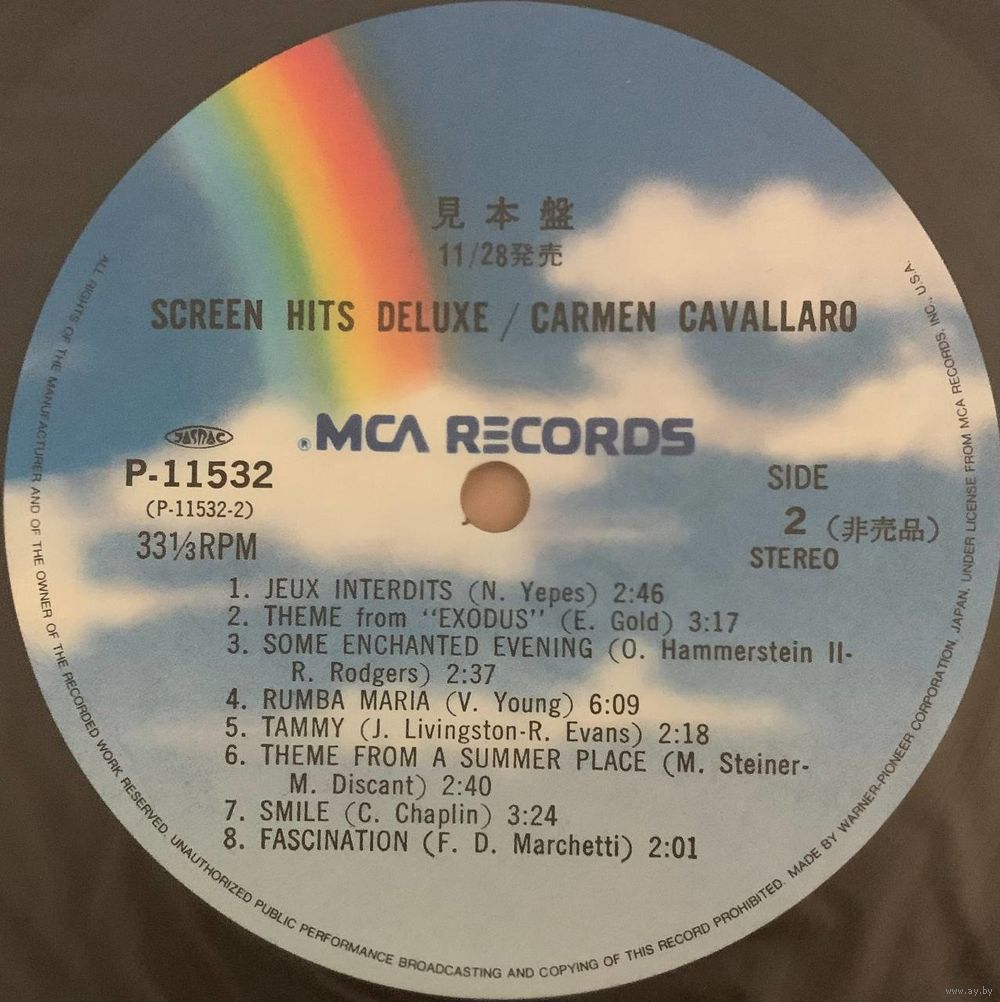 見本盤
11/28発売
SCREEN HITS DELUXE / CARMEN CAVALLARO
® MCA RECORDS
JASRAC
P-11532
(P-11532-2)
33⅓RPM
SIDE
2 (非売品)
STEREO
1. JEUX INTERDITS (N. Yepes) 2:46
2. THEME from "EXODUS" (E. Gold) 3:17
3. SOME ENCHANTED EVENING (O. Hammerstein II-
R. Rodgers) 2:37
4. RUMBA MARIA (V. Young) 6:09
5. TAMMY (J. Livingston-R. Evans) 2:18
6. THEME FROM A SUMMER PLACE (M. Steiner-
M. Discant) 2:40
7. SMILE (C. Chaplin) 3:24
8. FASCINATION (F. D. Marchetti) 2:01
ALL RIGHTS OF THE MANUFACTURER AND OF THE OWNER OF THE RECORDED WORK RESERVED. UNAUTHORIZED PUBLIC PERFORMANCE BROADCASTING AND COPYING OF THIS RECORD PROHIBITED. MADE BY WARNER-PIONEER CORPORATION, JAPAN, UNDER LICENSE FROM MCA RECORDS, INC., U.S.A.
www.ay.by